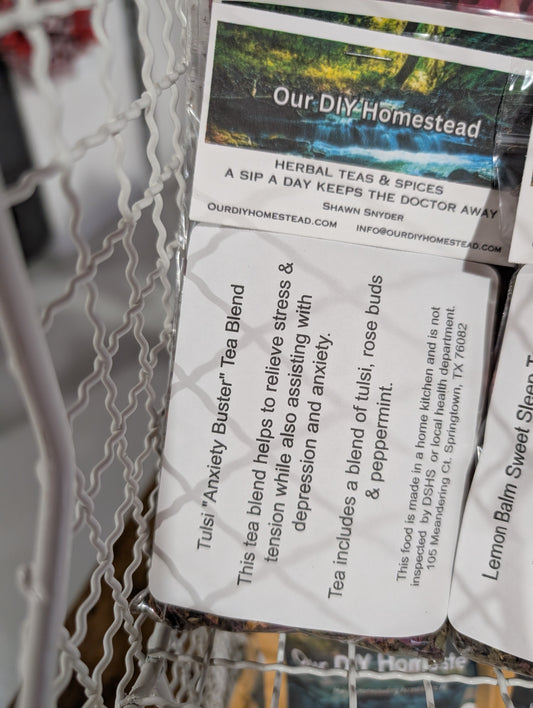 Our DIY Homestead
HERBAL TEAS & SPICES
A SIP A DAY KEEPS THE DOCTOR AWAY
SHAWN SNYDER
OURDIYHOMESTEAD.COM INFO@OURDIYHOMESTEAD.COM
Tulsi "Anxiety Buster" Tea Blend
This tea blend helps to relieve stress &
tension while also assisting with
depression and anxiety.
Tea includes a blend of tulsi, rose buds
& peppermint.
This food is made in a home kitchen and is not
inspected by DSHS or local health department.
105 Meandering Ct. Springtown, TX 76082
Lemon Balm Sweet Sleep
Our DIY Homestead